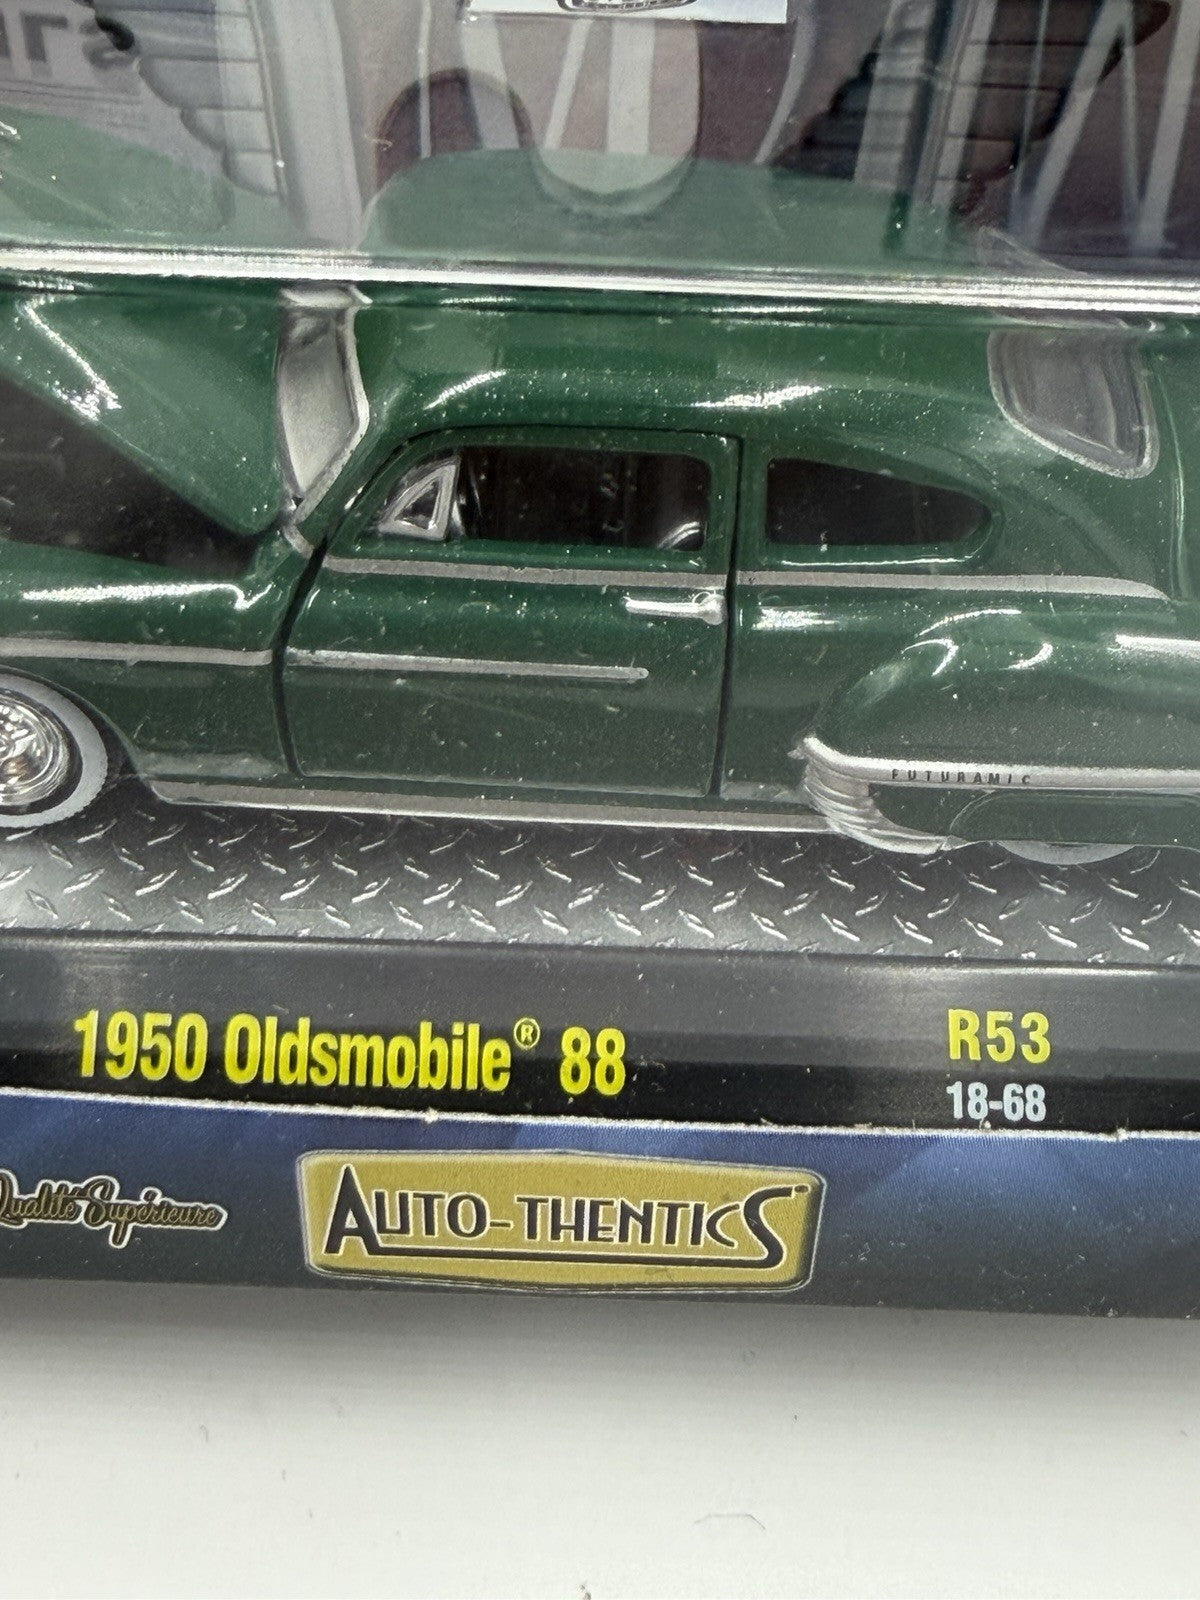 FUTURAMIC
1950 Oldsmobile® 88
R53
18-68
Qualité Supérieure
AUTO-THENTICS